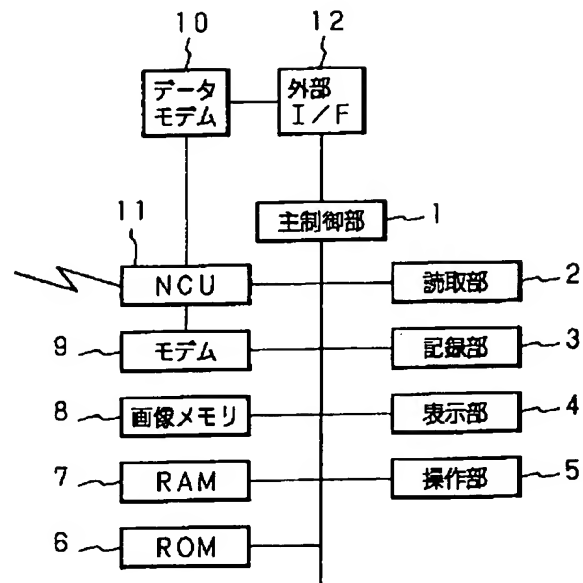 10
12
データ
モデム
外部
I/F
主制御部
1
11
NCU
読取部
2
9
モデム
記録部
3
8
画像メモリ
表示部
4
7
RAM
操作部
5
6
ROM